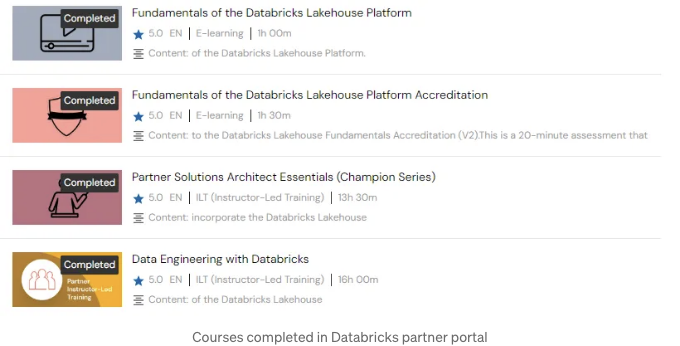 Completed
Fundamentals of the Databricks Lakehouse Platform
5.0 EN | E-learning | 1h 00m
Content: of the Databricks Lakehouse Platform.
Completed
Fundamentals of the Databricks Lakehouse Platform Accreditation
5.0 EN | E-learning | 1h 30m
Content: to the Databricks Lakehouse Fundamentals Accreditation (V2).This is a 20-minute assessment that
Completed
Partner Solutions Architect Essentials (Champion Series)
5.0 EN | ILT (Instructor-Led Training) | 13h 30m
Content: incorporate the Databricks Lakehouse
Completed
Partner
Instructor-Led
Training
Data Engineering with Databricks
5.0 EN | ILT (Instructor-Led Training) | 16h 00m
Content: of the Databricks Lakehouse
Courses completed in Databricks partner portal